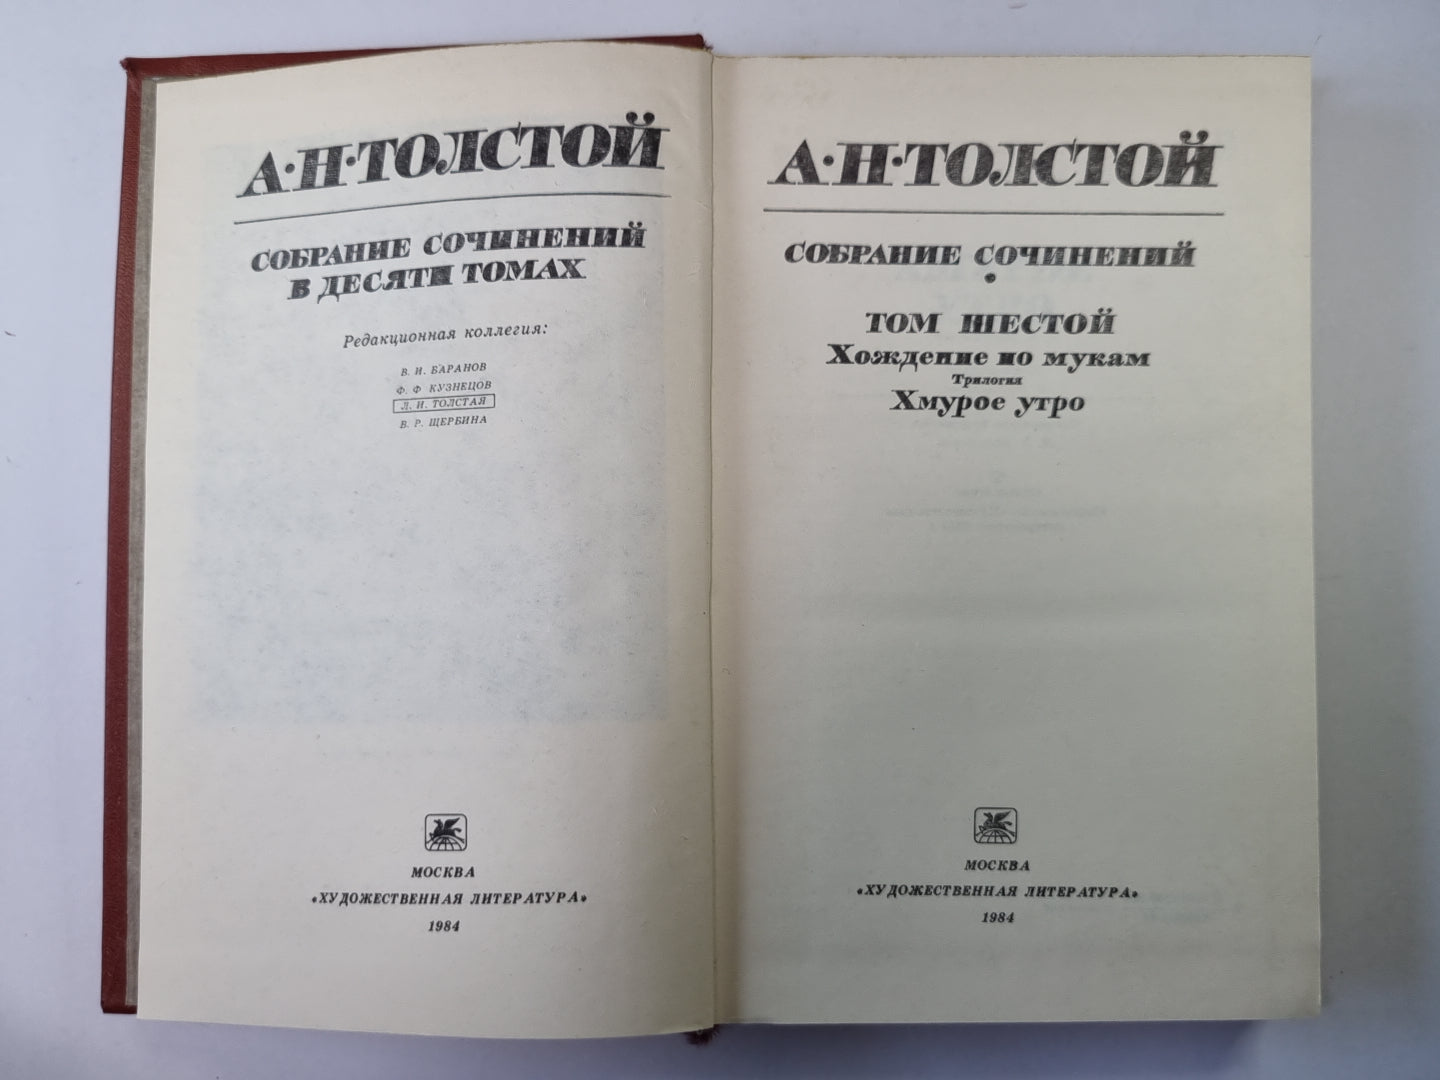 А·Н·ТОЛСТОЙ
СОБРАНИЕ СОЧИНЕНИЙ
В ДЕСЯТИ ТОМАХ
Редакционная коллегия:
В. И. БАРАНОВ
Ф. Ф КУЗНЕЦОВ
Л. И. ТОЛСТАЯ
В. Р. ЩЕРБИНА
МОСКВА
«ХУДОЖЕСТВЕННАЯ ЛИТЕРАТУРА»
1984
А·Н·ТОЛСТОЙ
СОБРАНИЕ СОЧИНЕНИЙ
•
ТОМ ШЕСТОЙ
Хождение по мукам
Трилогия
Хмурое утро
МОСКВА
«ХУДОЖЕСТВЕННАЯ ЛИТЕРАТУРА»
1984